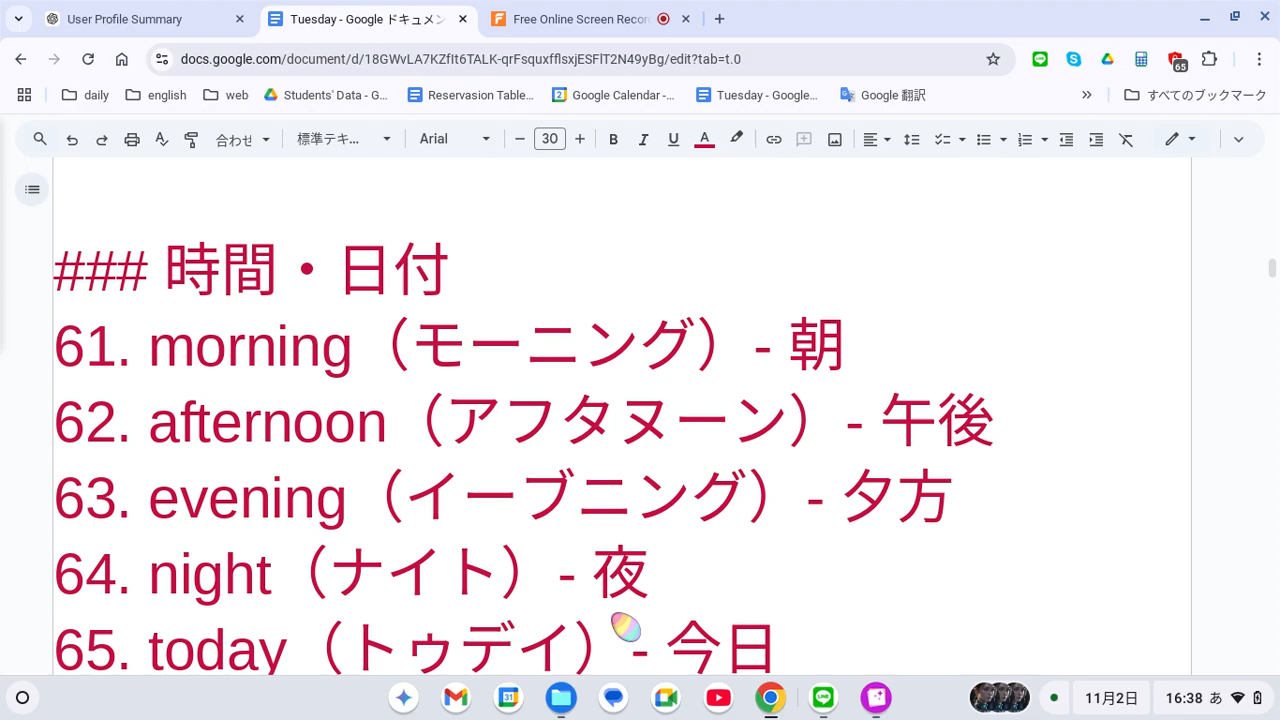 User Profile Summary
Tuesday - Google ドキュメン
Free Online Screen Recor
docs.google.com/document/d/18GWvLA7KZfIt6TALK-qrFsquxfflsxjESFlT2N49yBg/edit?tab=t.0
65
daily
english
web
Students' Data - G...
Reservasion Table...
Google Calendar -...
Tuesday - Google...
Google 翻訳
すべてのブックマーク
合わせ
標準テキ...
Arial
30
### 時間・日付
61. morning（モーニング）- 朝
62. afternoon（アフタヌーン）- 午後
63. evening（イーブニング）- 夕方
64. night（ナイト）- 夜
65. today（トゥデイ）- 今日
11月2日
16:38 あ